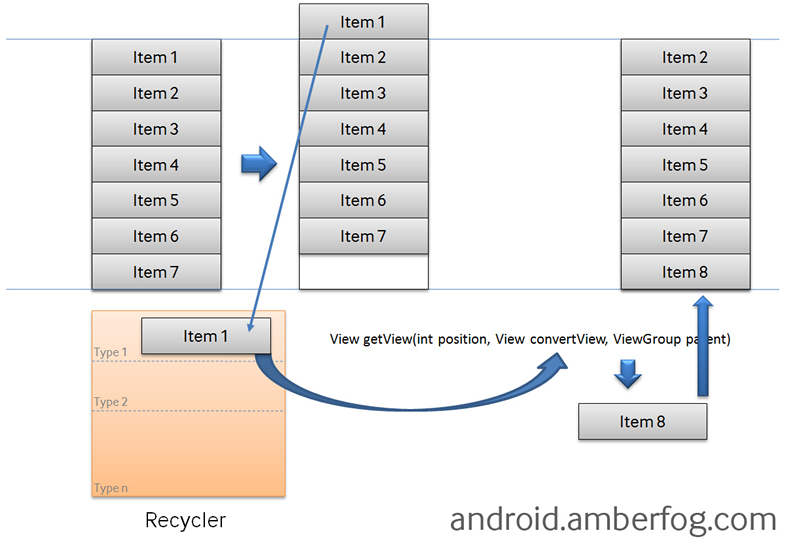 Item 1
Item 2
Item 3
Item 4
Item 5
Item 6
Item 7
Item 1
Item 2
Item 3
Item 4
Item 5
Item 6
Item 7
Item 2
Item 3
Item 4
Item 5
Item 6
Item 7
Item 8
Item 1
Type 1
Type 2
Type n
Recycler
View getView(int position, View convertView, ViewGroup parent)
Item 8
android.amberfog.com